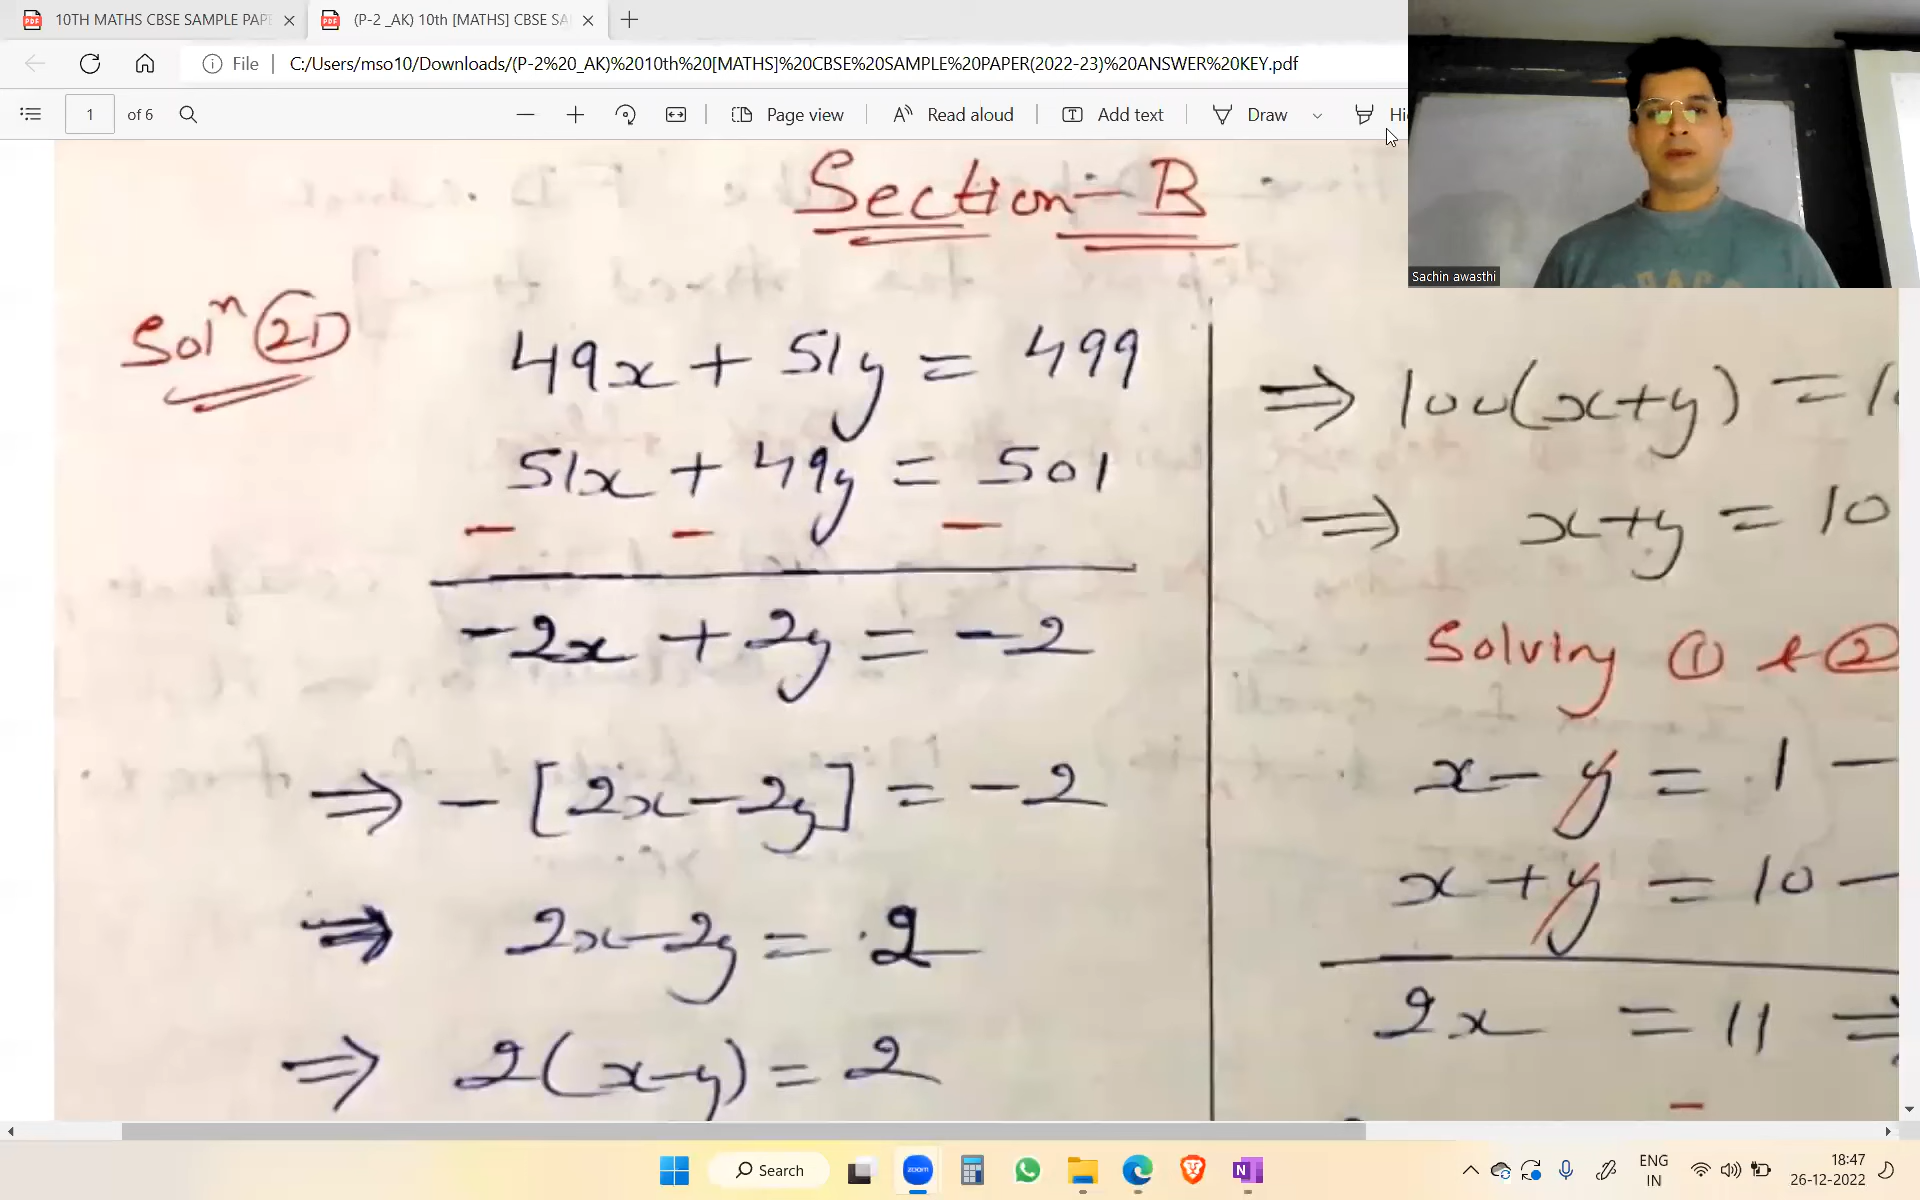 10TH MATHS CBSE SAMPLE PAP
(P-2 _AK) 10th [MATHS] CBSE SA
File
C:/Users/mso10/Downloads/(P-2%20_AK)%2010th%20[MATHS]%20CBSE%20SAMPLE%20PAPER(2022-23)%20ANSWER%20KEY.pdf
1 of 6
Page view
Read aloud
Add text
Draw
Sachin awasthi
Section-B
Solⁿ (21)
49x + 51y = 499
51x + 49y = 501
- - -
-2x + 2y = -2
⇒ - [2x-2y] = -2
⇒ 2x-2y = 2
⇒ 2(x-y) = 2
⇒ 100(x+y) =
⇒ x+y = 10
Solving ① & ②
x - y = 1 -
x + y = 10 -
2x = 11 ⇒
Search
zoom
ENG
IN
18:47
26-12-2022